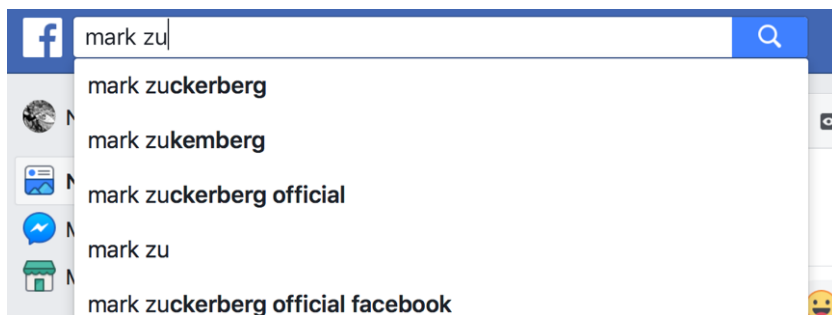 mark zu
mark zuckerberg
mark zukemberg
mark zuckerberg official
mark zu
mark zuckerberg official facebook